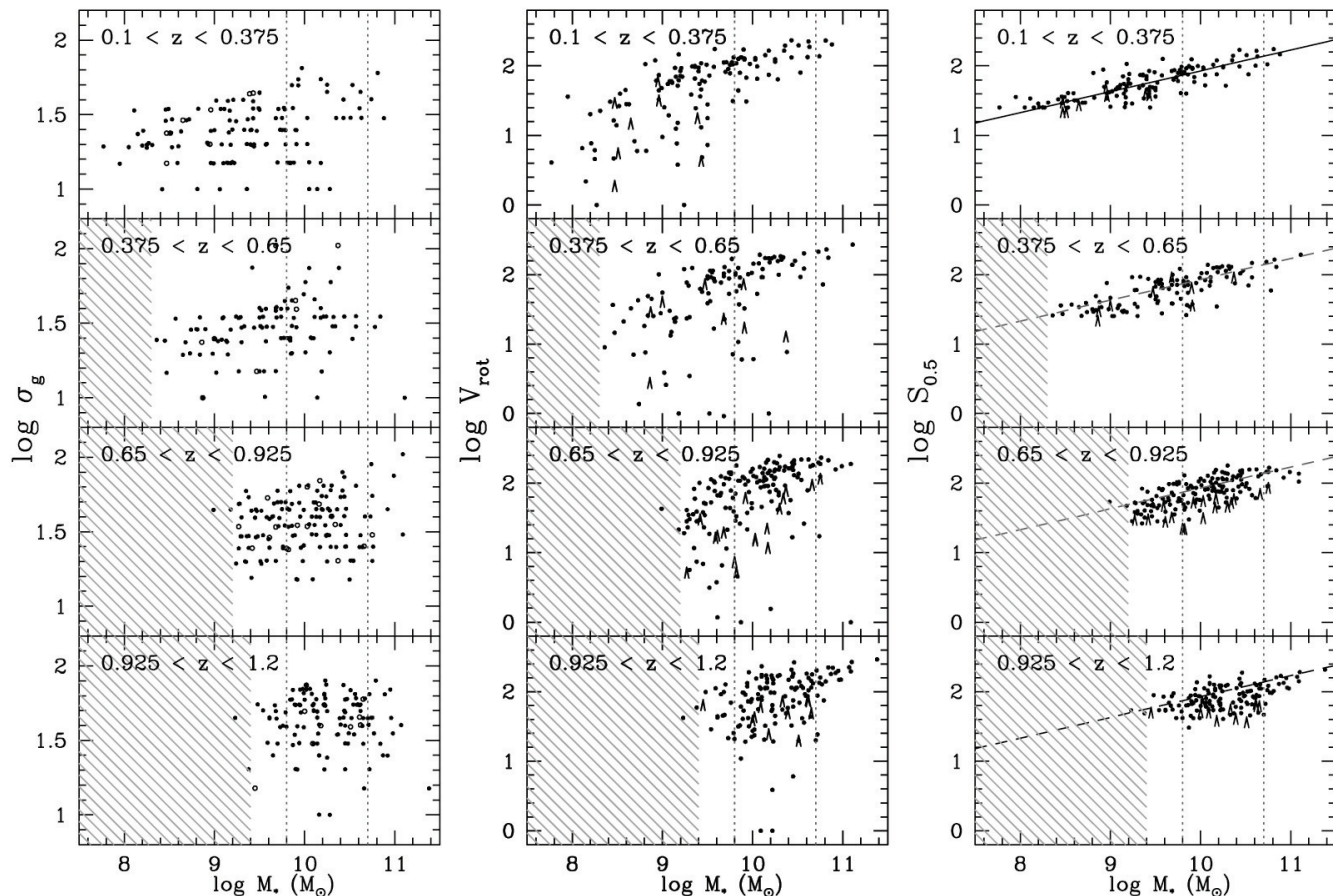 0.1 < z < 0.375
0.375 < z < 0.65
0.65 < z < 0.925
0.925 < z < 1.2
2
1.5
1
2
1.5
1
2
1.5
1
2
1.5
1
log σg
8 9 10 11
log M* (M⊙)
0.1 < z < 0.375
0.375 < z < 0.65
0.65 < z < 0.925
0.925 < z < 1.2
2
1
0
2
1
0
2
1
0
2
1
0
log Vrot
8 9 10 11
log M* (M⊙)
0.1 < z < 0.375
0.375 < z < 0.65
0.65 < z < 0.925
0.925 < z < 1.2
2
1
0
2
1
0
2
1
0
2
1
0
log S0.5
8 9 10 11
log M* (M⊙)